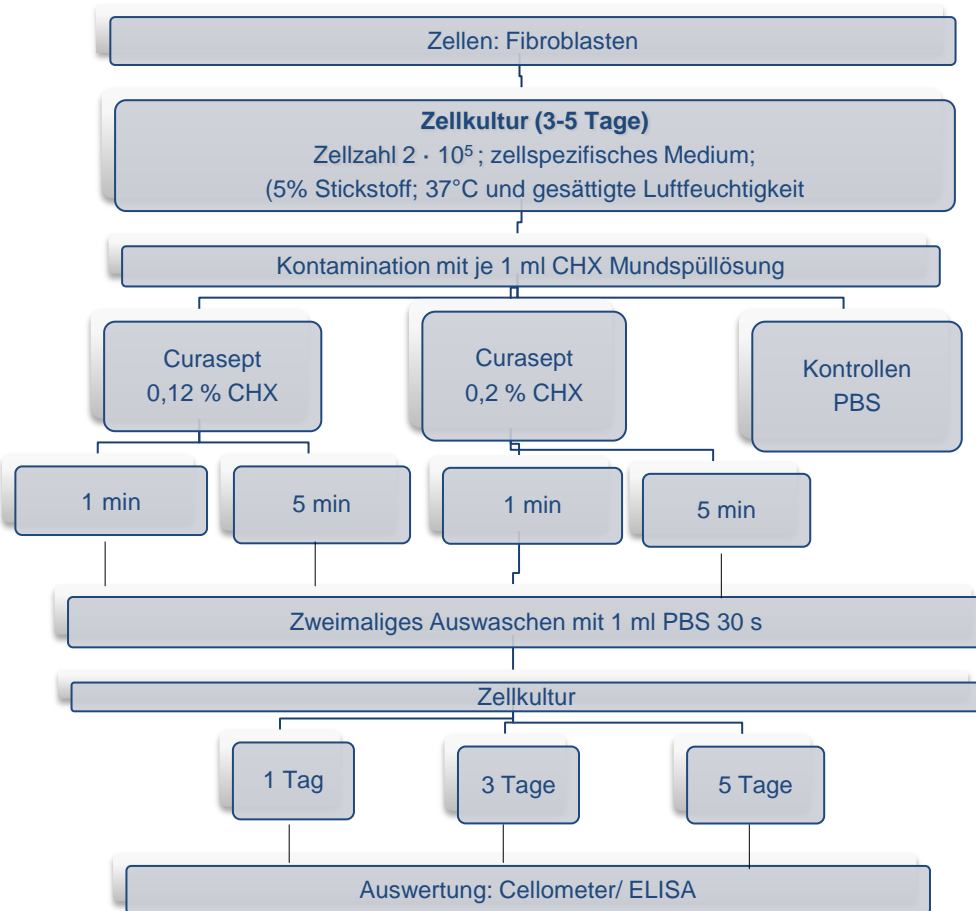 Zellen: Fibroblasten
Zellkultur (3-5 Tage)
Zellzahl 2 · 10⁵ ; zellspezifisches Medium;
(5% Stickstoff; 37°C und gesättigte Luftfeuchtigkeit
Kontamination mit je 1 ml CHX Mundspüllösung
Curasept
0,12 % CHX
Curasept
0,2 % CHX
Kontrollen
PBS
1 min
5 min
1 min
5 min
Zweimaliges Auswaschen mit 1 ml PBS 30 s
Zellkultur
1 Tag
3 Tage
5 Tage
Auswertung: Cellometer/ ELISA